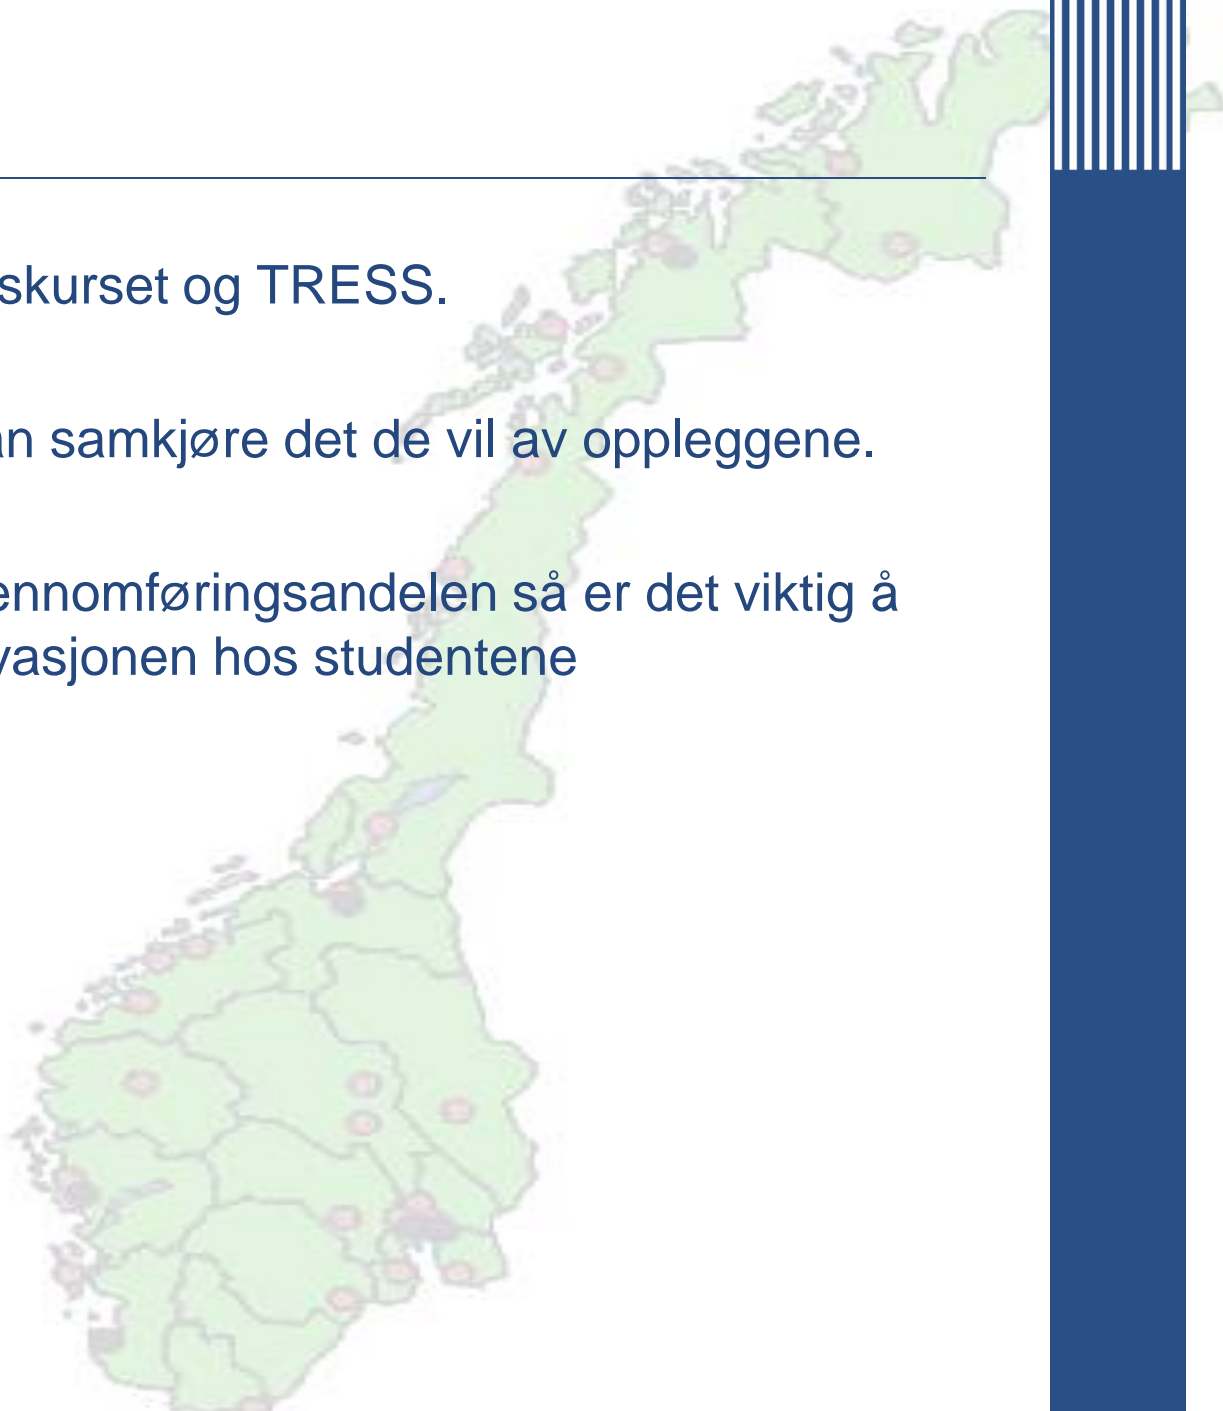 skurset og TRESS.
an samkjøre det de vil av oppleggene.
ennomføringsandelen så er det viktig å
vasjonen hos studentene